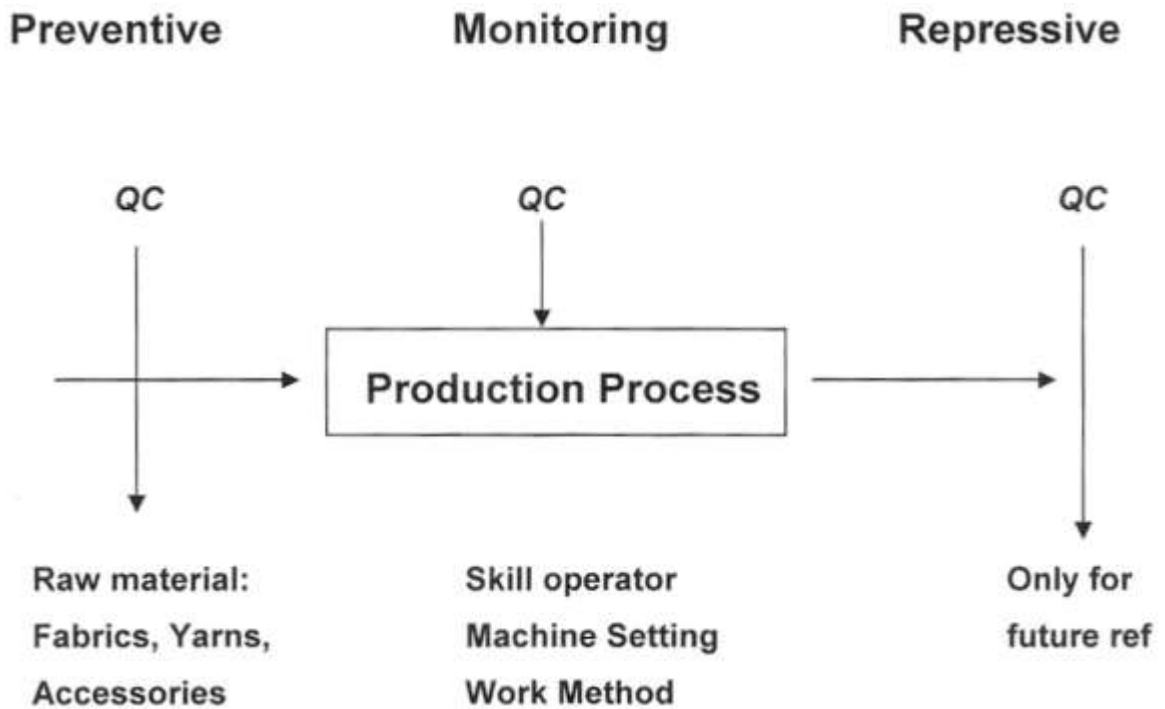 Preventive
Monitoring
Repressive
QC
QC
QC
Production Process
Raw material:
Fabrics, Yarns,
Accessories
Skill operator
Machine Setting
Work Method
Only for
future ref